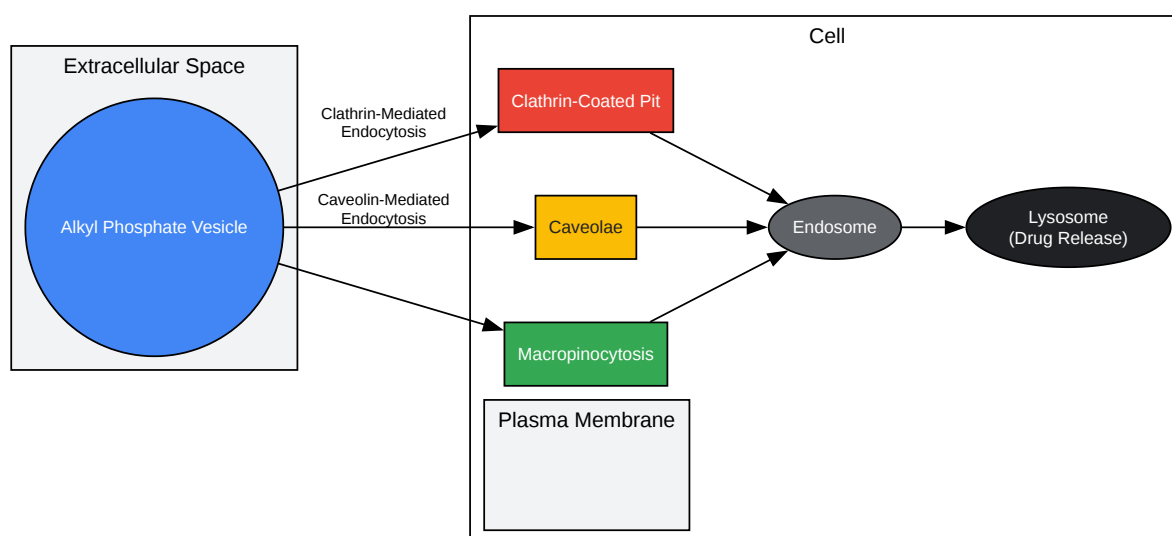 Extracellular Space
Alkyl Phosphate Vesicle
Clathrin-Mediated
Endocytosis
Caveolin-Mediated
Endocytosis
Cell
Clathrin-Coated Pit
Caveolae
Macropinocytosis
Plasma Membrane
Endosome
Lysosome
(Drug Release)